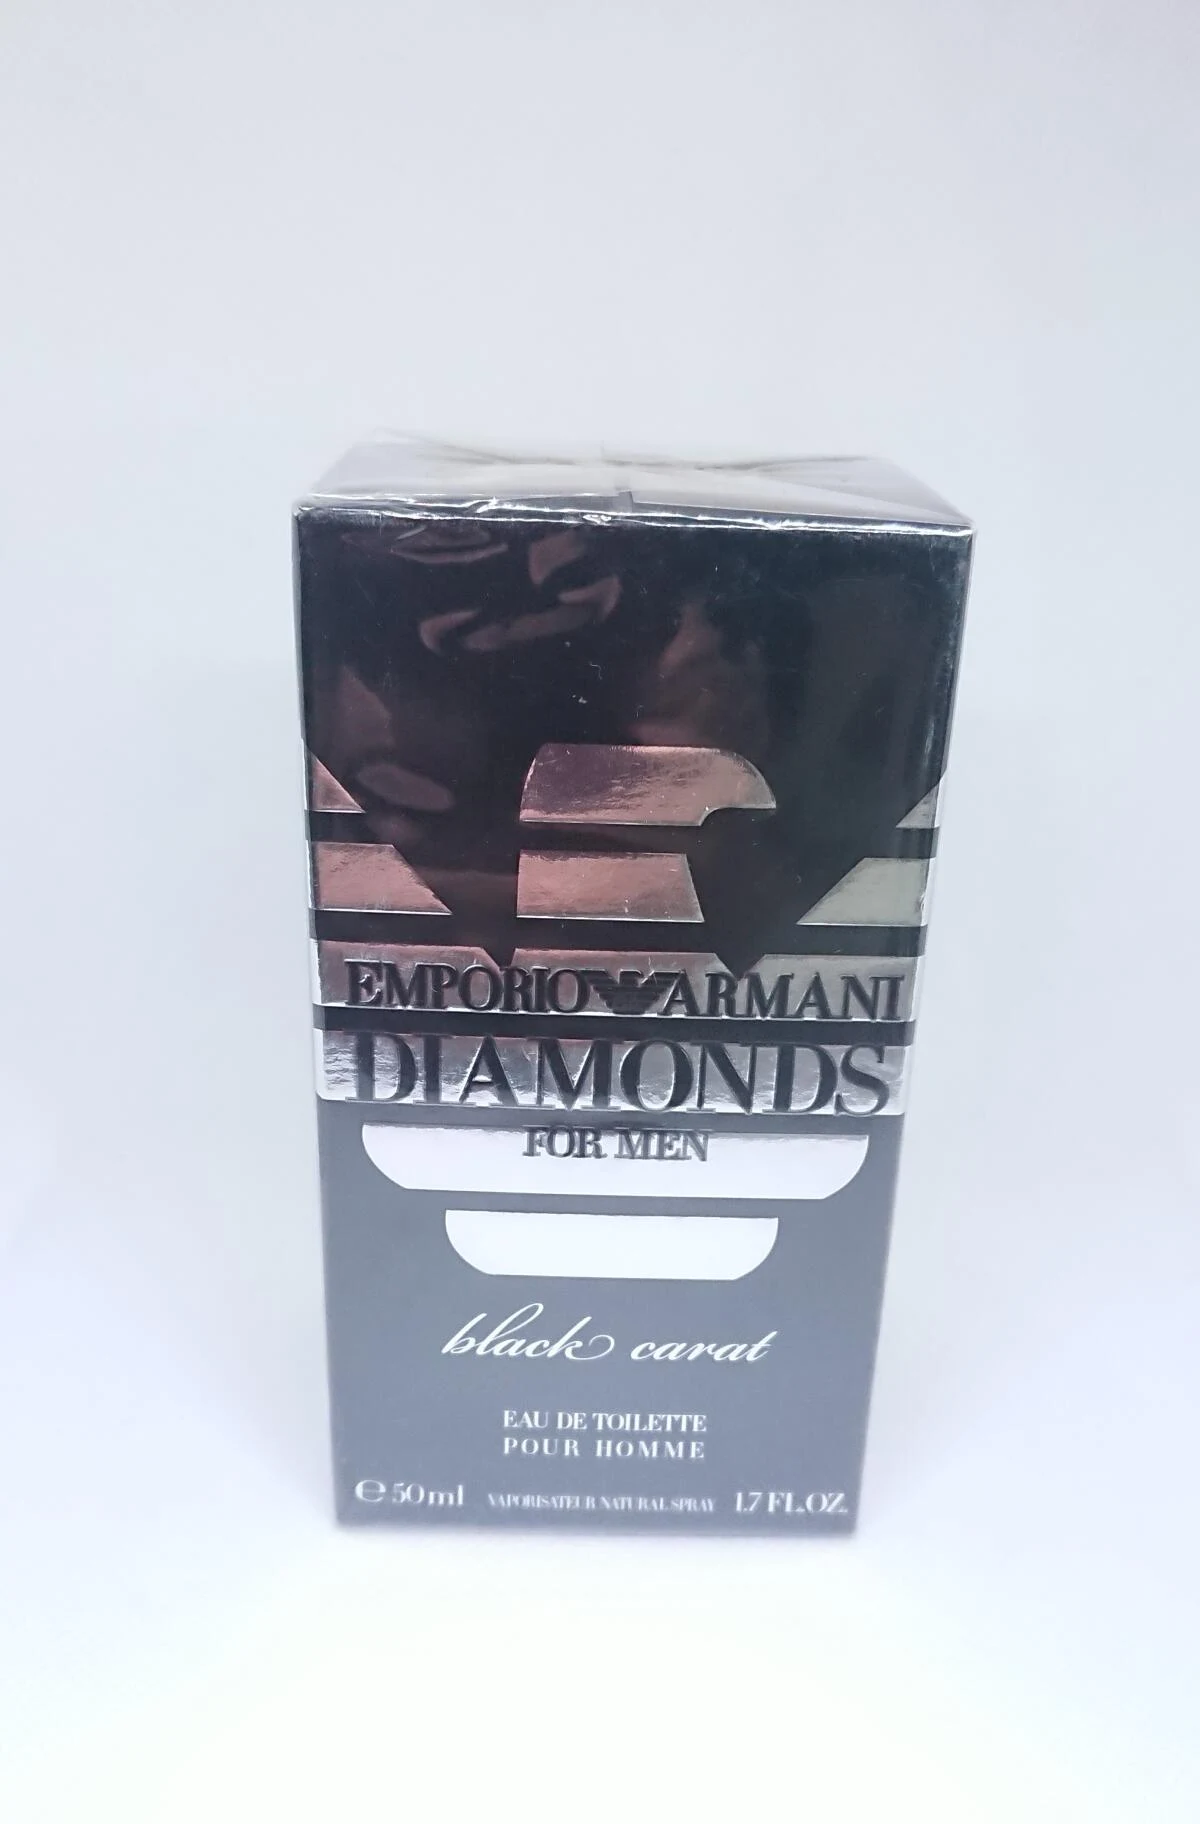 EMPORIO ARMANI
DIAMONDS
FOR MEN
black carat
EAU DE TOILETTE
POUR HOMME
e 50 ml VAPORISATEUR NATURAL SPRAY 1.7 FL.OZ.